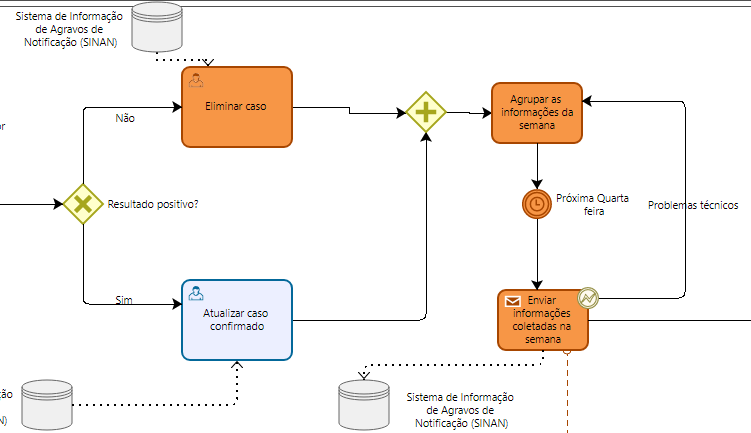 Sistema de Informação
de Agravos de
Notificação (SINAN)
Eliminar caso
Não
Agrupar as
informações da
semana
or
Resultado positivo?
Próxima Quarta
feira
Problemas técnicos
Sim
Atualizar caso
confirmado
Enviar
informações
coletadas na
semana
ção
N)
Sistema de Informação
de Agravos de
Notificação (SINAN)